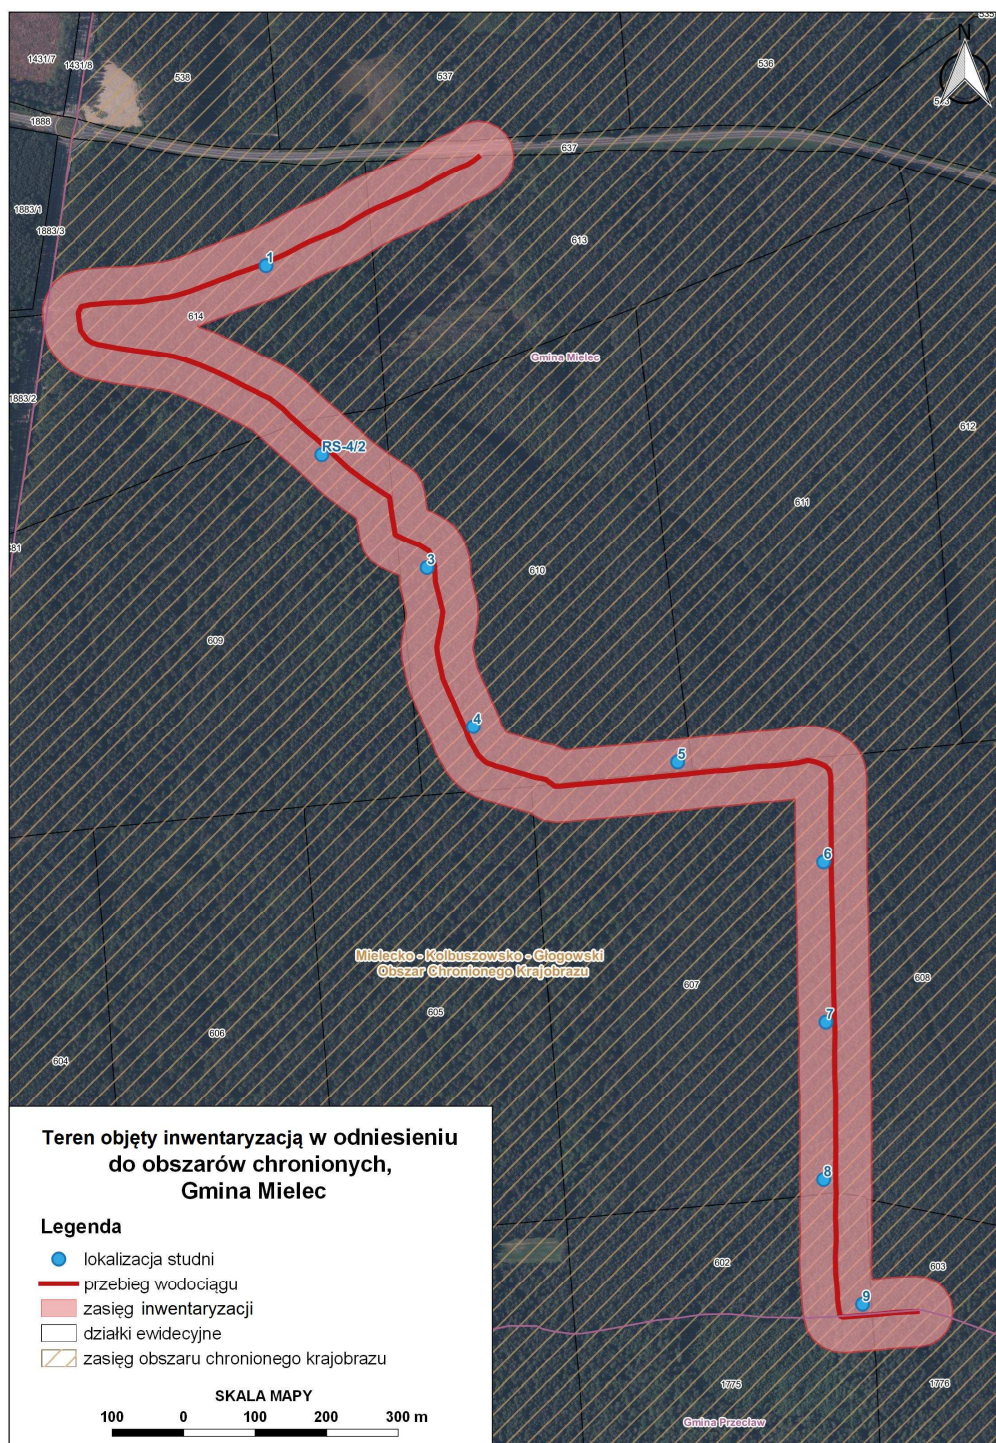 535
N
1431/7
1431/8
538
537
536
1888
637
1883/1
1883/3
613
1
614
Gmina Mielec
1883/2
612
RS-4/2
611
3
610
609
4
5
6
Mielecko - Kolbuszowsko - Głogowski
Obszar Chronionego Krajobrazu
607
608
605
7
606
604
8
602
603
9
1775
1776
Gmina Przecław
Teren objęty inwentaryzacją w odniesieniu
do obszarów chronionych,
Gmina Mielec
Legenda
lokalizacja studni
przebieg wodociągu
zasięg inwentaryzacji
działki ewidecyjne
zasięg obszaru chronionego krajobrazu
SKALA MAPY
100 0 100 200 300 m